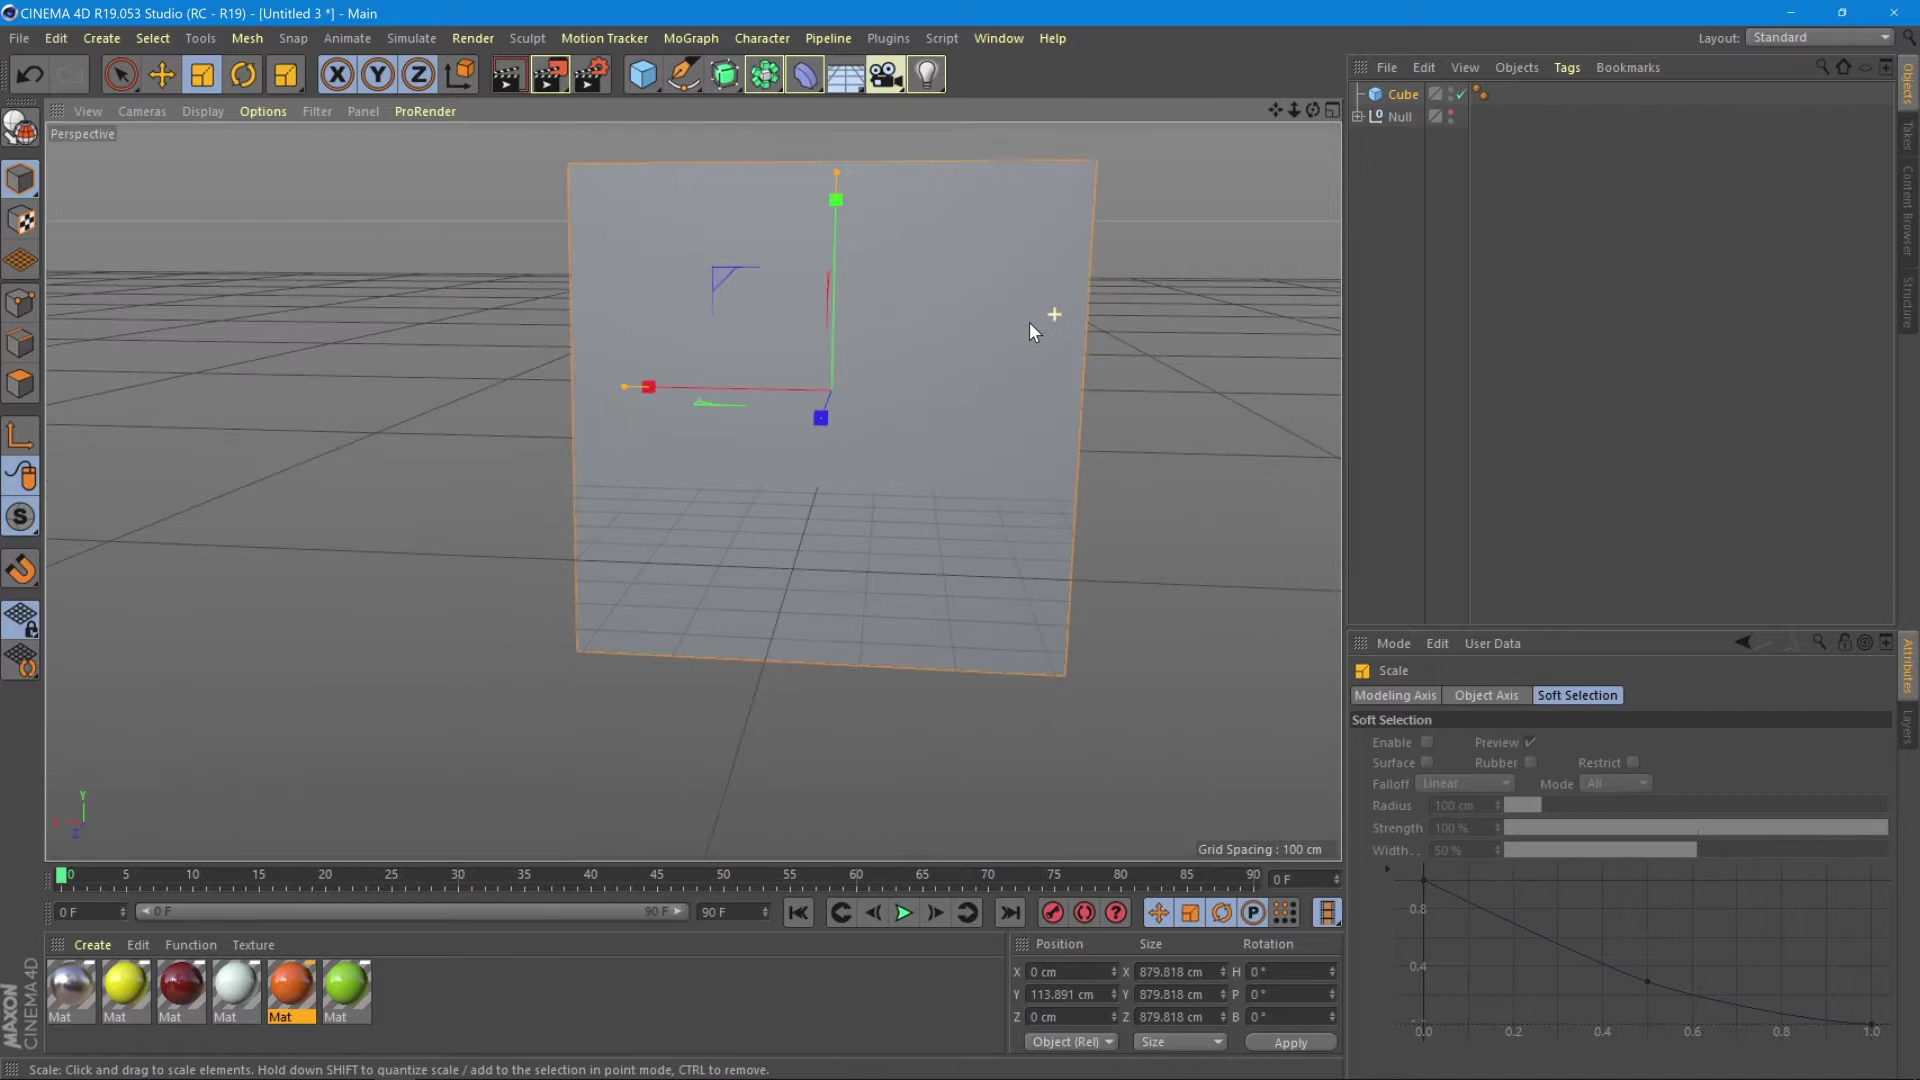 CINEMA 4D R19.053 Studio (RC - R19) - [Untitled 3 *] - Main
File Edit Create Select Tools Mesh Snap Animate Simulate Render Sculpt Motion Tracker MoGraph Character Pipeline Plugins Script Window Help
Layout: Standard
X Y Z
File Edit View Objects Tags Bookmarks
View Cameras Display Options Filter Panel ProRender
Perspective
Cube
Null
Objects
Takes
Content Browser
Structure
Y
Z
Grid Spacing : 100 cm
Mode Edit User Data
Scale
Modeling Axis Object Axis Soft Selection
Soft Selection
Enable Preview
Surface Rubber Restrict
Falloff Linear Mode All
Radius 100 cm
Strength 100 %
Width . . 50 %
0.8
0.4
0.0 0.2 0.4 0.6 0.8 1.0
Attributes
Layers
0 5 10 15 20 25 30 35 40 45 50 55 60 65 70 75 80 85 90 0 F
0 F 0 F 90 F 90 F
P
Create Edit Function Texture
Mat Mat Mat Mat Mat Mat
Position Size Rotation
X 0 cm X 879.818 cm H 0 °
Y 113.891 cm Y 879.818 cm P 0 °
Z 0 cm Z 879.818 cm B 0 °
Object (Rel) Size Apply
MAXON
CINEMA 4D
Scale: Click and drag to scale elements. Hold down SHIFT to quantize scale / add to the selection in point mode, CTRL to remove.